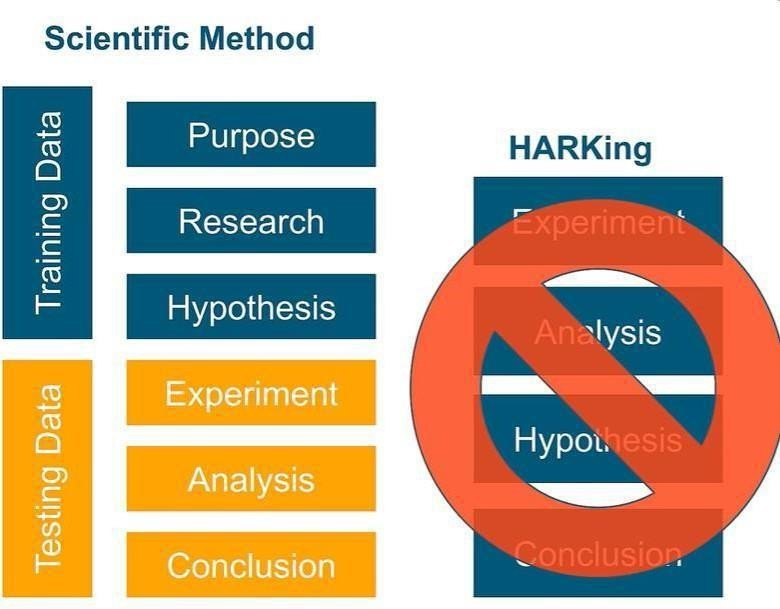 Scientific Method
Training Data
Purpose
Research
Hypothesis
Testing Data
Experiment
Analysis
Conclusion
HARKing
Experiment
Analysis
Hypothesis
Conclusion